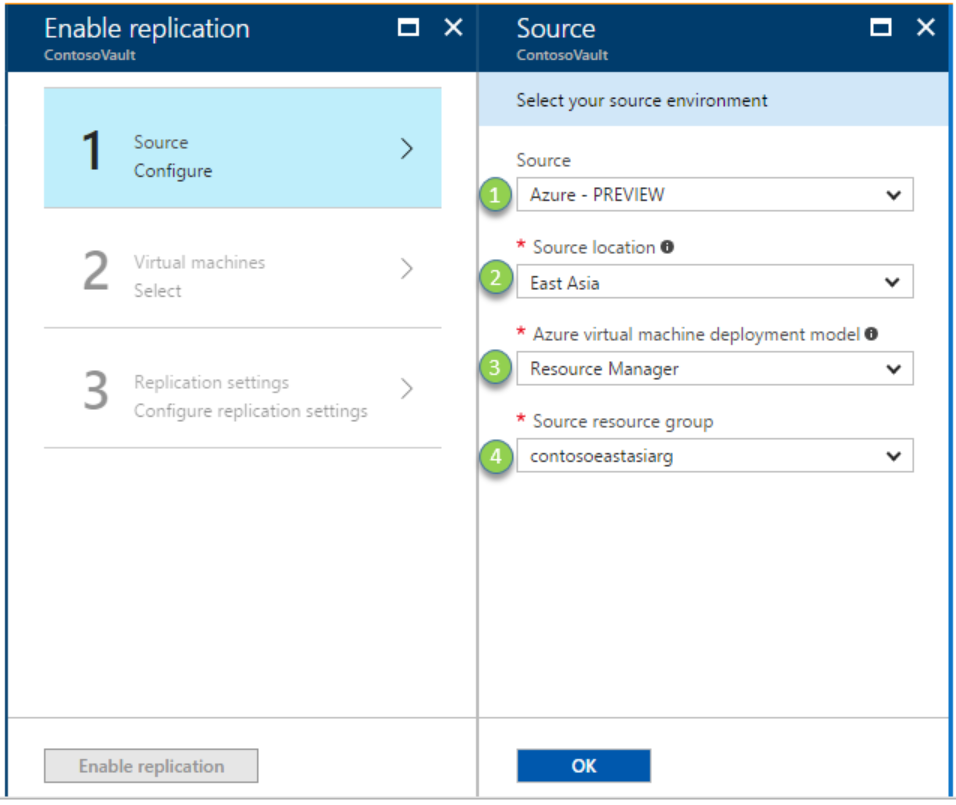 Enable replication
ContosoVault
1
Source
Configure
2
Virtual machines
Select
3
Replication settings
Configure replication settings
Enable replication
Source
ContosoVault
Select your source environment
Source
1
Azure - PREVIEW
* Source location
2
East Asia
* Azure virtual machine deployment model
3
Resource Manager
* Source resource group
4
contosoeastasiarg
OK